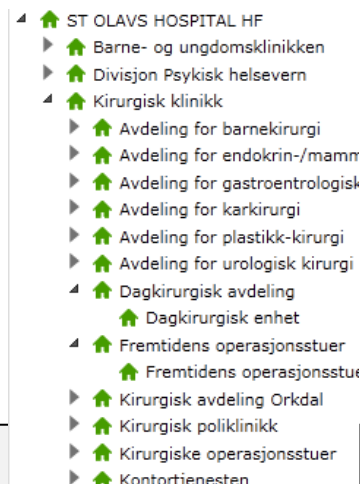 ST OLAVS HOSPITAL HF
Barne- og ungdomsklinikken
Divisjon Psykisk helsevern
Kirurgisk klinikk
Avdeling for barnekirurgi
Avdeling for endokrin-/mamm
Avdeling for gastroentrologisk
Avdeling for karkirurgi
Avdeling for plastikk-kirurgi
Avdeling for urologisk kirurgi
Dagkirurgisk avdeling
Dagkirurgisk enhet
Fremtidens operasjonsstuer
Fremtidens operasjonsstue
Kirurgisk avdeling Orkdal
Kirurgisk poliklinikk
Kirurgiske operasjonsstuer
Kontortjenesten